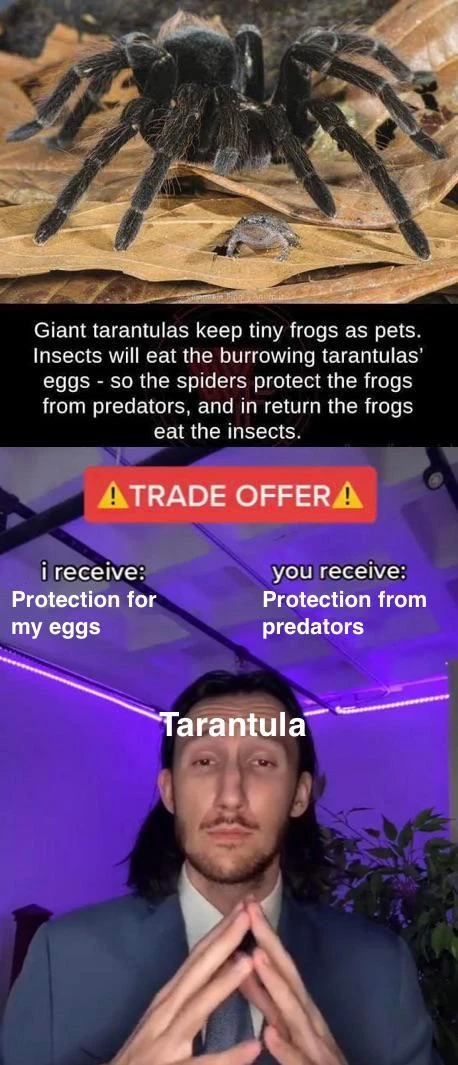 Giant tarantulas keep tiny frogs as pets.
Insects will eat the burrowing tarantulas'
eggs - so the spiders protect the frogs
from predators, and in return the frogs
eat the insects.
⚠TRADE OFFER⚠
i receive:
you receive:
Protection for
my eggs
Protection from
predators
Tarantula